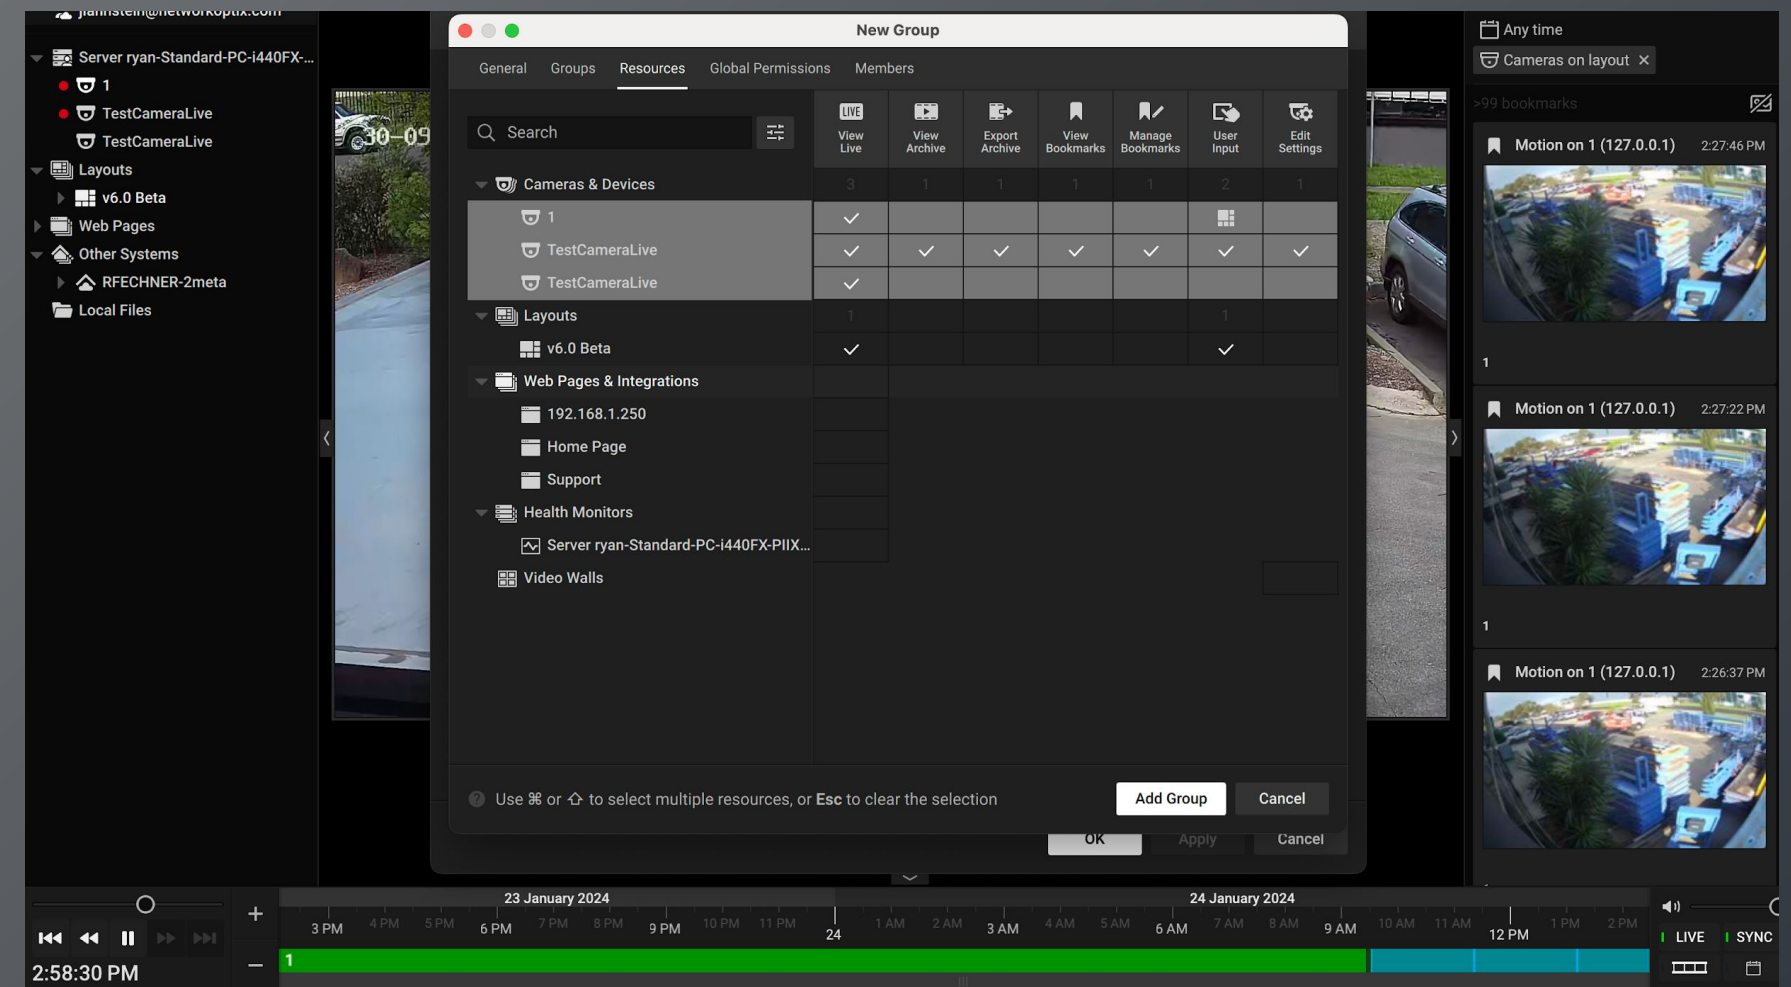 jiannstein@networkoptix.com
Server ryan-Standard-PC-i440FX-...
1
TestCameraLive
TestCameraLive
Layouts
v6.0 Beta
Web Pages
Other Systems
RFECHNER-2meta
Local Files
30-09
New Group
General Groups Resources Global Permissions Members
Search
LIVE
View Live
View Archive
Export Archive
View Bookmarks
Manage Bookmarks
User Input
Edit Settings
Cameras & Devices 3 1 1 1 1 2 1
1
TestCameraLive
TestCameraLive
Layouts 1 1
v6.0 Beta
Web Pages & Integrations
192.168.1.250
Home Page
Support
Health Monitors
Server ryan-Standard-PC-i440FX-PIIX...
Video Walls
? Use ⌘ or ⇧ to select multiple resources, or Esc to clear the selection
Add Group Cancel
OK Apply Cancel
Any time
Cameras on layout ×
>99 bookmarks
Motion on 1 (127.0.0.1) 2:27:46 PM
1
Motion on 1 (127.0.0.1) 2:27:22 PM
1
Motion on 1 (127.0.0.1) 2:26:37 PM
23 January 2024 24 January 2024
3 PM 4 PM 5 PM 6 PM 7 PM 8 PM 9 PM 10 PM 11 PM 24 1 AM 2 AM 3 AM 4 AM 5 AM 6 AM 7 AM 8 AM 9 AM 10 AM 11 AM 12 PM 1 PM 2 PM
1
2:58:30 PM
LIVE SYNC